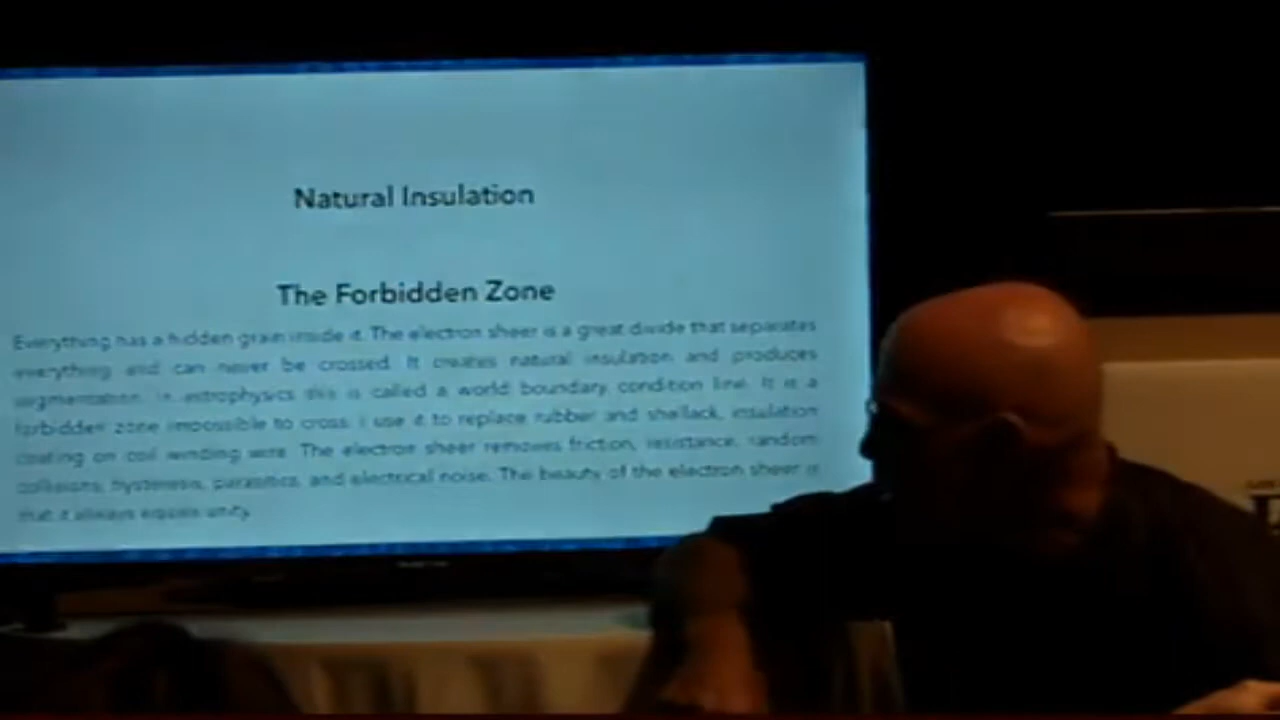 Natural Insulation
The Forbidden Zone
Everything has a hidden grain inside it. The electron sheer is a great divide that separates
everything and can never be crossed. It creates natural insulation and produces
segmentation. In astrophysics this is called a world boundary condition line. It is a
forbidden zone impossible to cross. I use it to replace rubber and shellack, insulation
coating on coil winding wire. The electron sheer removes friction, resistance, random
collisions, hysteresis, parasitics, and electrical noise. The beauty of the electron sheer is
that it always equals unity.